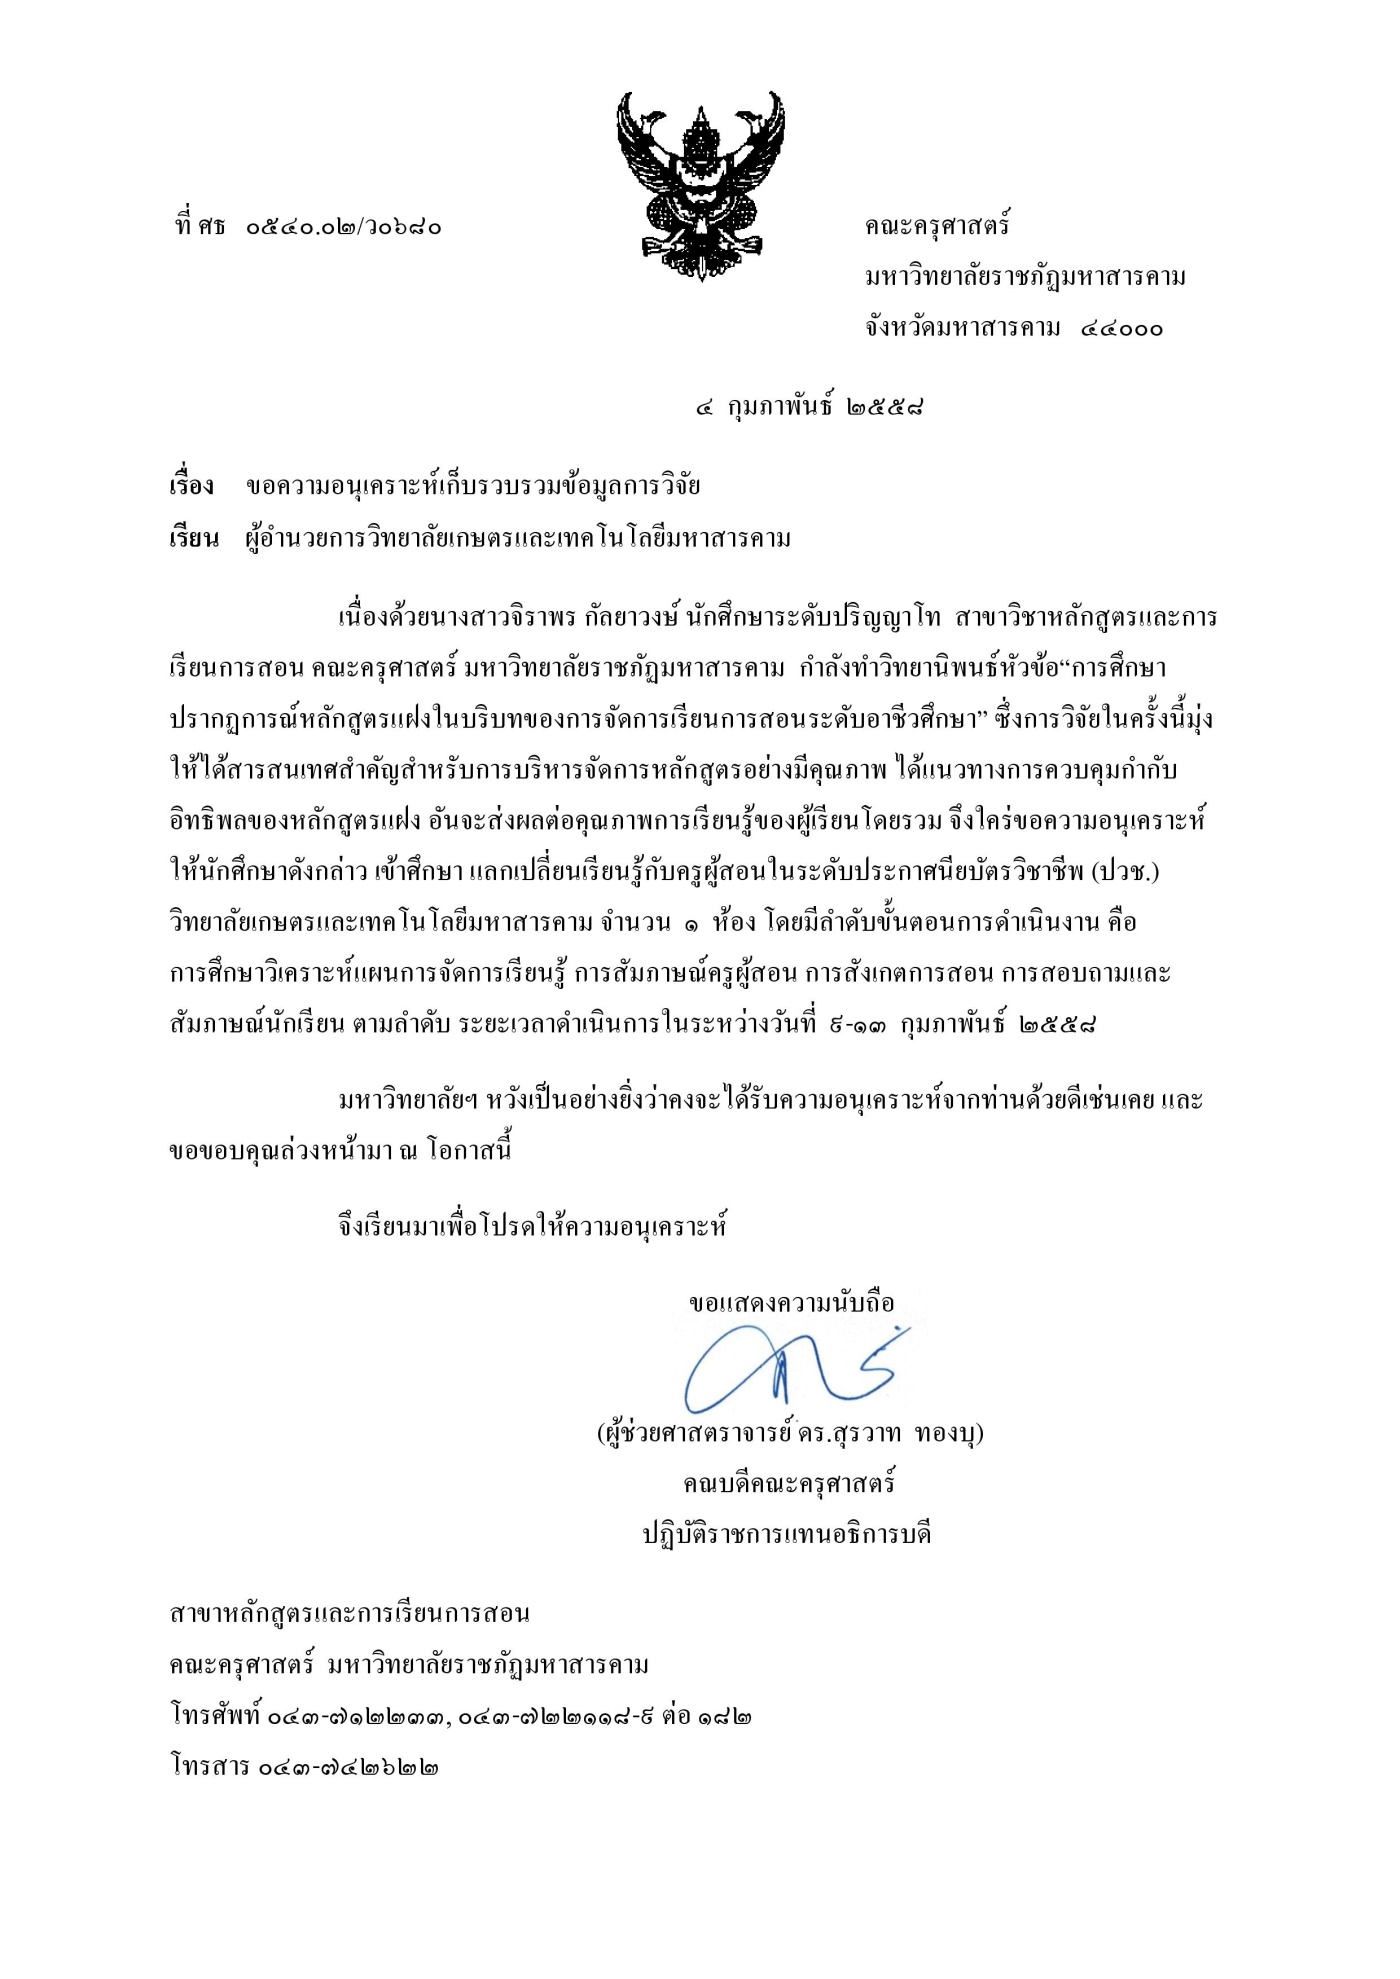 ที่ ศธ ๐๕๔๐.๐๒/ว๐๖๘๐
คณะครุศาสตร์
มหาวิทยาลัยราชภัฏมหาสารคาม
จังหวัดมหาสารคาม ๔๔๐๐๐
๔ กุมภาพันธ์ ๒๕๕๘
เรื่อง ขอความอนุเคราะห์เก็บรวบรวมข้อมูลการวิจัย
เรียน ผู้อำนวยการวิทยาลัยเกษตรและเทคโนโลยีมหาสารคาม
เนื่องด้วยนางสาวจิราพร กัลยาวงษ์ นักศึกษาระดับปริญญาโท สาขาวิชาหลักสูตรและการ
เรียนการสอน คณะครุศาสตร์ มหาวิทยาลัยราชภัฏมหาสารคาม กำลังทำวิทยานิพนธ์หัวข้อ“การศึกษา
ปรากฏการณ์หลักสูตรแฝงในบริบทของการจัดการเรียนการสอนระดับอาชีวศึกษา” ซึ่งการวิจัยในครั้งนี้มุ่ง
ให้ได้สารสนเทศสำคัญสำหรับการบริหารจัดการหลักสูตรอย่างมีคุณภาพ ได้แนวทางการควบคุมกำกับ
อิทธิพลของหลักสูตรแฝง อันจะส่งผลต่อคุณภาพการเรียนรู้ของผู้เรียนโดยรวม จึงใคร่ขอความอนุเคราะห์
ให้นักศึกษาดังกล่าว เข้าศึกษา แลกเปลี่ยนเรียนรู้กับครูผู้สอนในระดับประกาศนียบัตรวิชาชีพ (ปวช.)
วิทยาลัยเกษตรและเทคโนโลยีมหาสารคาม จำนวน ๑ ห้อง โดยมีลำดับขั้นตอนการดำเนินงาน คือ
การศึกษาวิเคราะห์แผนการจัดการเรียนรู้ การสัมภาษณ์ครูผู้สอน การสังเกตการสอน การสอบถามและ
สัมภาษณ์นักเรียน ตามลำดับ ระยะเวลาดำเนินการในระหว่างวันที่ ๙-๑๓ กุมภาพันธ์ ๒๕๕๘
มหาวิทยาลัยฯ หวังเป็นอย่างยิ่งว่าคงจะได้รับความอนุเคราะห์จากท่านด้วยดีเช่นเคย และ
ขอขอบคุณล่วงหน้ามา ณ โอกาสนี้
จึงเรียนมาเพื่อโปรดให้ความอนุเคราะห์
ขอแสดงความนับถือ
(ผู้ช่วยศาสตราจารย์ ดร.สุรวาท ทองบุ)
คณบดีคณะครุศาสตร์
ปฏิบัติราชการแทนอธิการบดี
สาขาหลักสูตรและการเรียนการสอน
คณะครุศาสตร์ มหาวิทยาลัยราชภัฏมหาสารคาม
โทรศัพท์ ๐๔๓-๗๑๒๒๓๓, ๐๔๓-๗๒๒๑๑๘-๙ ต่อ ๑๘๒
โทรสาร ๐๔๓-๗๔๒๖๒๒